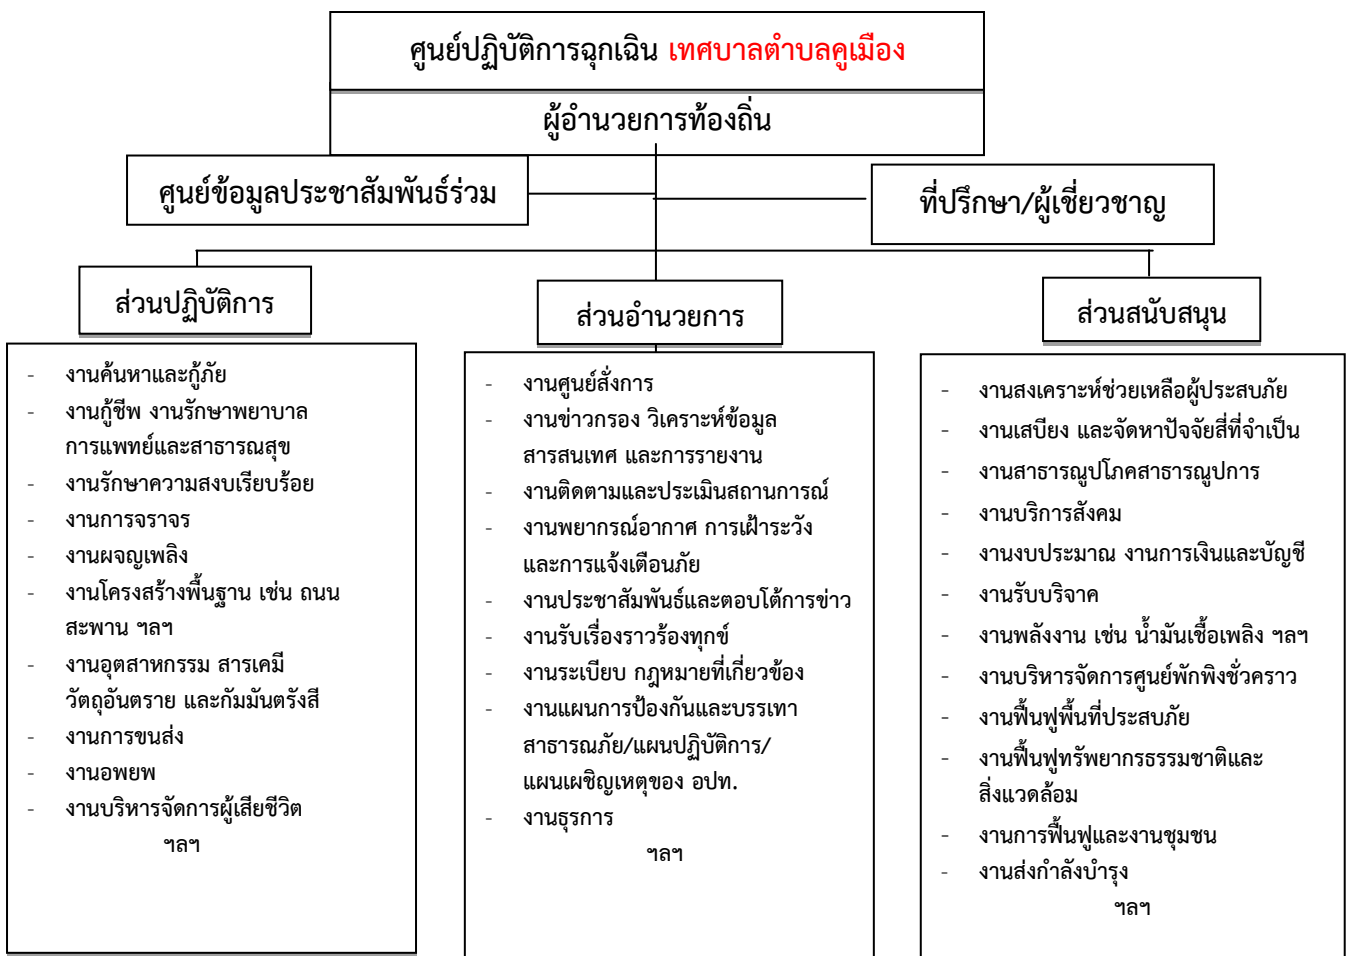 ศูนย์ปฏิบัติการฉุกเฉิน เทศบาลตำบลคูเมือง
ผู้อำนวยการท้องถิ่น
ศูนย์ข้อมูลประชาสัมพันธ์ร่วม
ที่ปรึกษา/ผู้เชี่ยวชาญ
ส่วนปฏิบัติการ
- งานค้นหาและกู้ภัย
- งานกู้ชีพ งานรักษาพยาบาล
การแพทย์และสาธารณสุข
- งานรักษาความสงบเรียบร้อย
- งานการจราจร
- งานผจญเพลิง
- งานโครงสร้างพื้นฐาน เช่น ถนน
สะพาน ฯลฯ
- งานอุตสาหกรรม สารเคมี
วัตถุอันตราย และกัมมันตรังสี
- งานการขนส่ง
- งานอพยพ
- งานบริหารจัดการผู้เสียชีวิต
ฯลฯ
ส่วนอำนวยการ
- งานศูนย์สั่งการ
- งานข่าวกรอง วิเคราะห์ข้อมูล
สารสนเทศ และการรายงาน
- งานติดตามและประเมินสถานการณ์
- งานพยากรณ์อากาศ การเฝ้าระวัง
และการแจ้งเตือนภัย
- งานประชาสัมพันธ์และตอบโต้การข่าว
- งานรับเรื่องราวร้องทุกข์
- งานระเบียบ กฎหมายที่เกี่ยวข้อง
- งานแผนการป้องกันและบรรเทา
สาธารณภัย/แผนปฏิบัติการ/
แผนเผชิญเหตุของ อปท.
- งานธุรการ
ฯลฯ
ส่วนสนับสนุน
- งานสงเคราะห์ช่วยเหลือผู้ประสบภัย
- งานเสบียง และจัดหาปัจจัยสี่ที่จำเป็น
- งานสาธารณูปโภคสาธารณูปการ
- งานบริการสังคม
- งานงบประมาณ งานการเงินและบัญชี
- งานรับบริจาค
- งานพลังงาน เช่น น้ำมันเชื้อเพลิง ฯลฯ
- งานบริหารจัดการศูนย์พักพิงชั่วคราว
- งานฟื้นฟูพื้นที่ประสบภัย
- งานฟื้นฟูทรัพยากรธรรมชาติและ
สิ่งแวดล้อม
- งานการฟื้นฟูและงานชุมชน
- งานส่งกำลังบำรุง
ฯลฯ